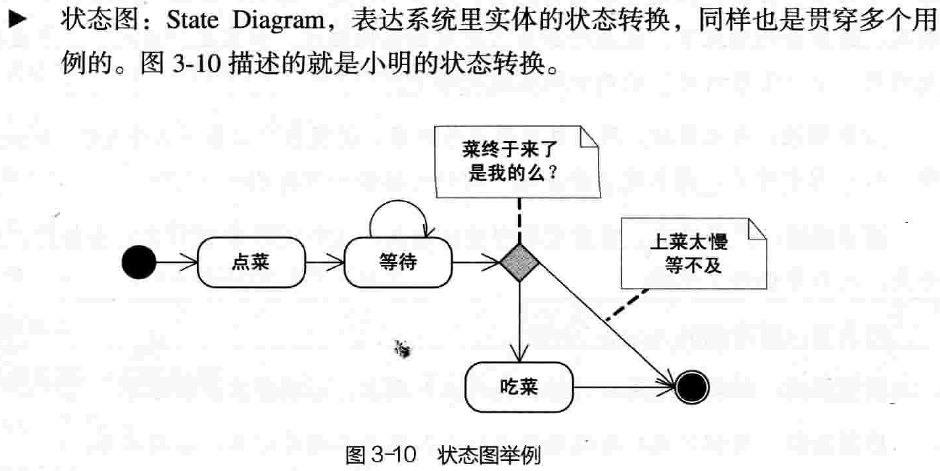 ▶ 状态图：State Diagram，表达系统里实体的状态转换，同样也是贯穿多个用
例的。图 3-10 描述的就是小明的状态转换。
菜终于来了
是我的么？
上菜太慢
等不及
点菜
等待
吃菜
图 3-10 状态图举例